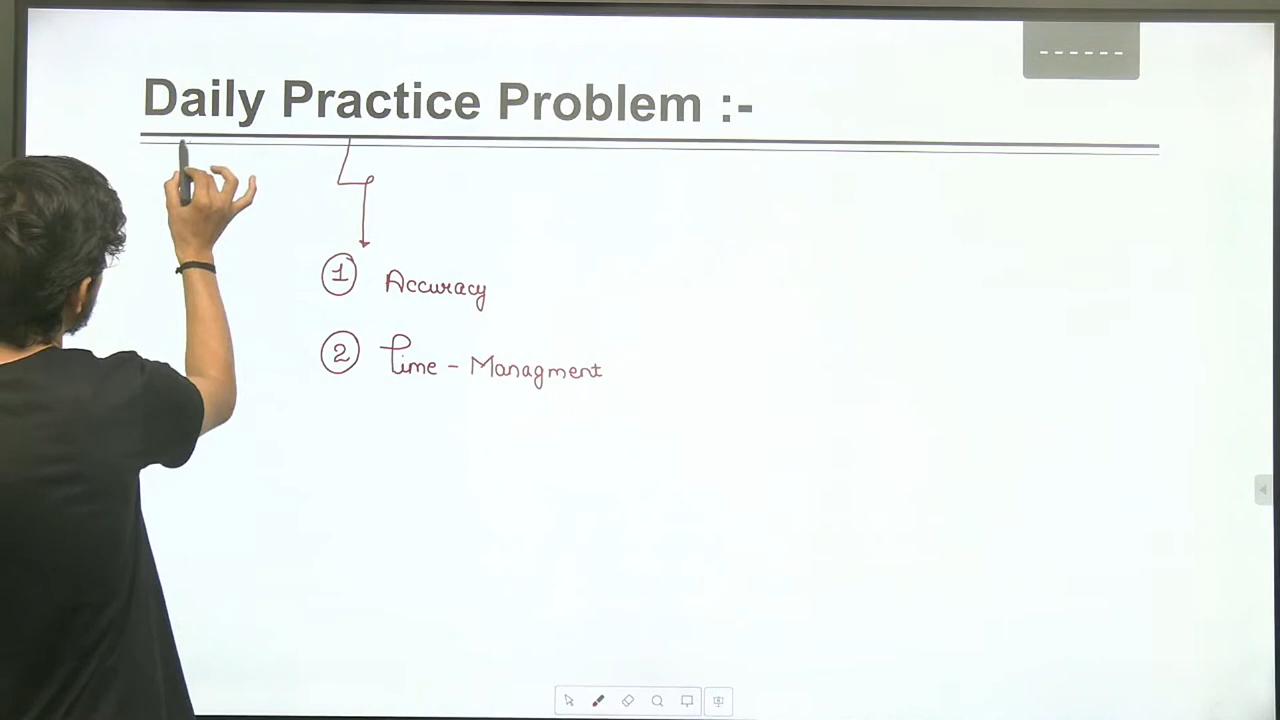 Daily Practice Problem :-
------
1 Accuracy
2 Time - Managment